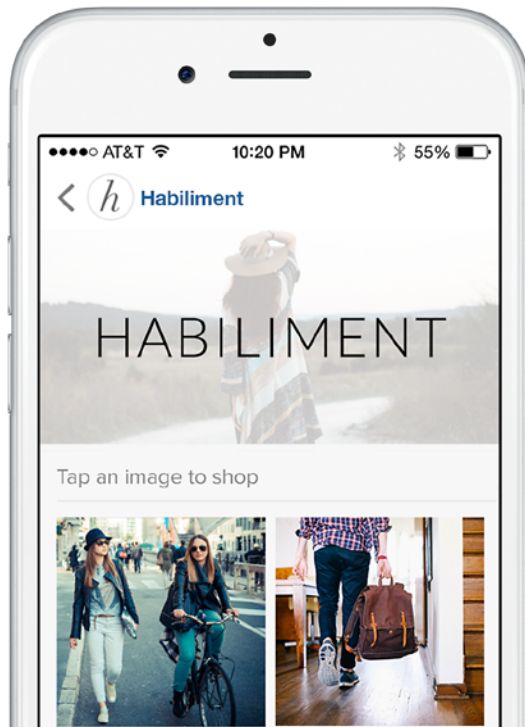 AT&T 10:20 PM 55%
h Habiliment
HABILIMENT
Tap an image to shop